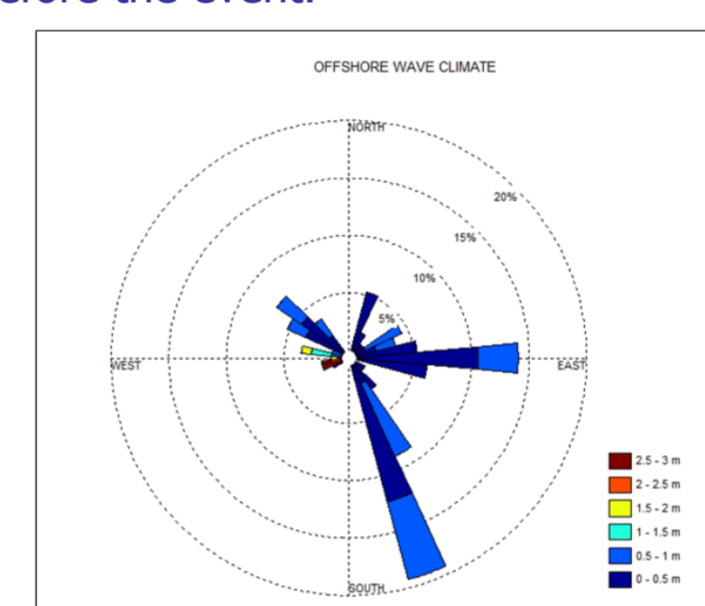 OFFSHORE WAVE CLIMATE
NORTH
20%
15%
10%
5%
WEST
EAST
2.5 - 3 m
2 - 2.5 m
1.5 - 2 m
1 - 1.5 m
0.5 - 1 m
0 - 0.5 m
SOUTH